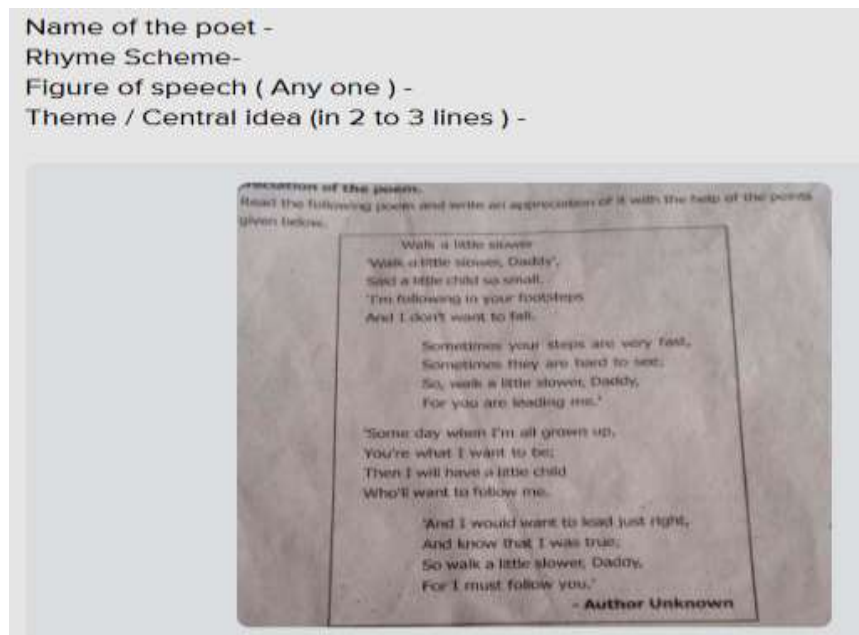 Name of the poet -
Rhyme Scheme-
Figure of speech ( Any one ) -
Theme / Central idea (in 2 to 3 lines ) -
of the poem.
Read the following poem and write an appreciation of it with the help of the points
given below.
Walk a little slower
'Walk a little slower, Daddy',
Said a little child so small.
'I'm following in your footsteps
And I don't want to fall.
Sometimes your steps are very fast,
Sometimes they are hard to see;
So, walk a little slower, Daddy,
For you are leading me.'
'Some day when I'm all grown up,
You're what I want to be;
Then I will have a little child
Who'll want to follow me.
'And I would want to lead just right,
And know that I was true;
So walk a little slower, Daddy,
For I must follow you.'
- Author Unknown